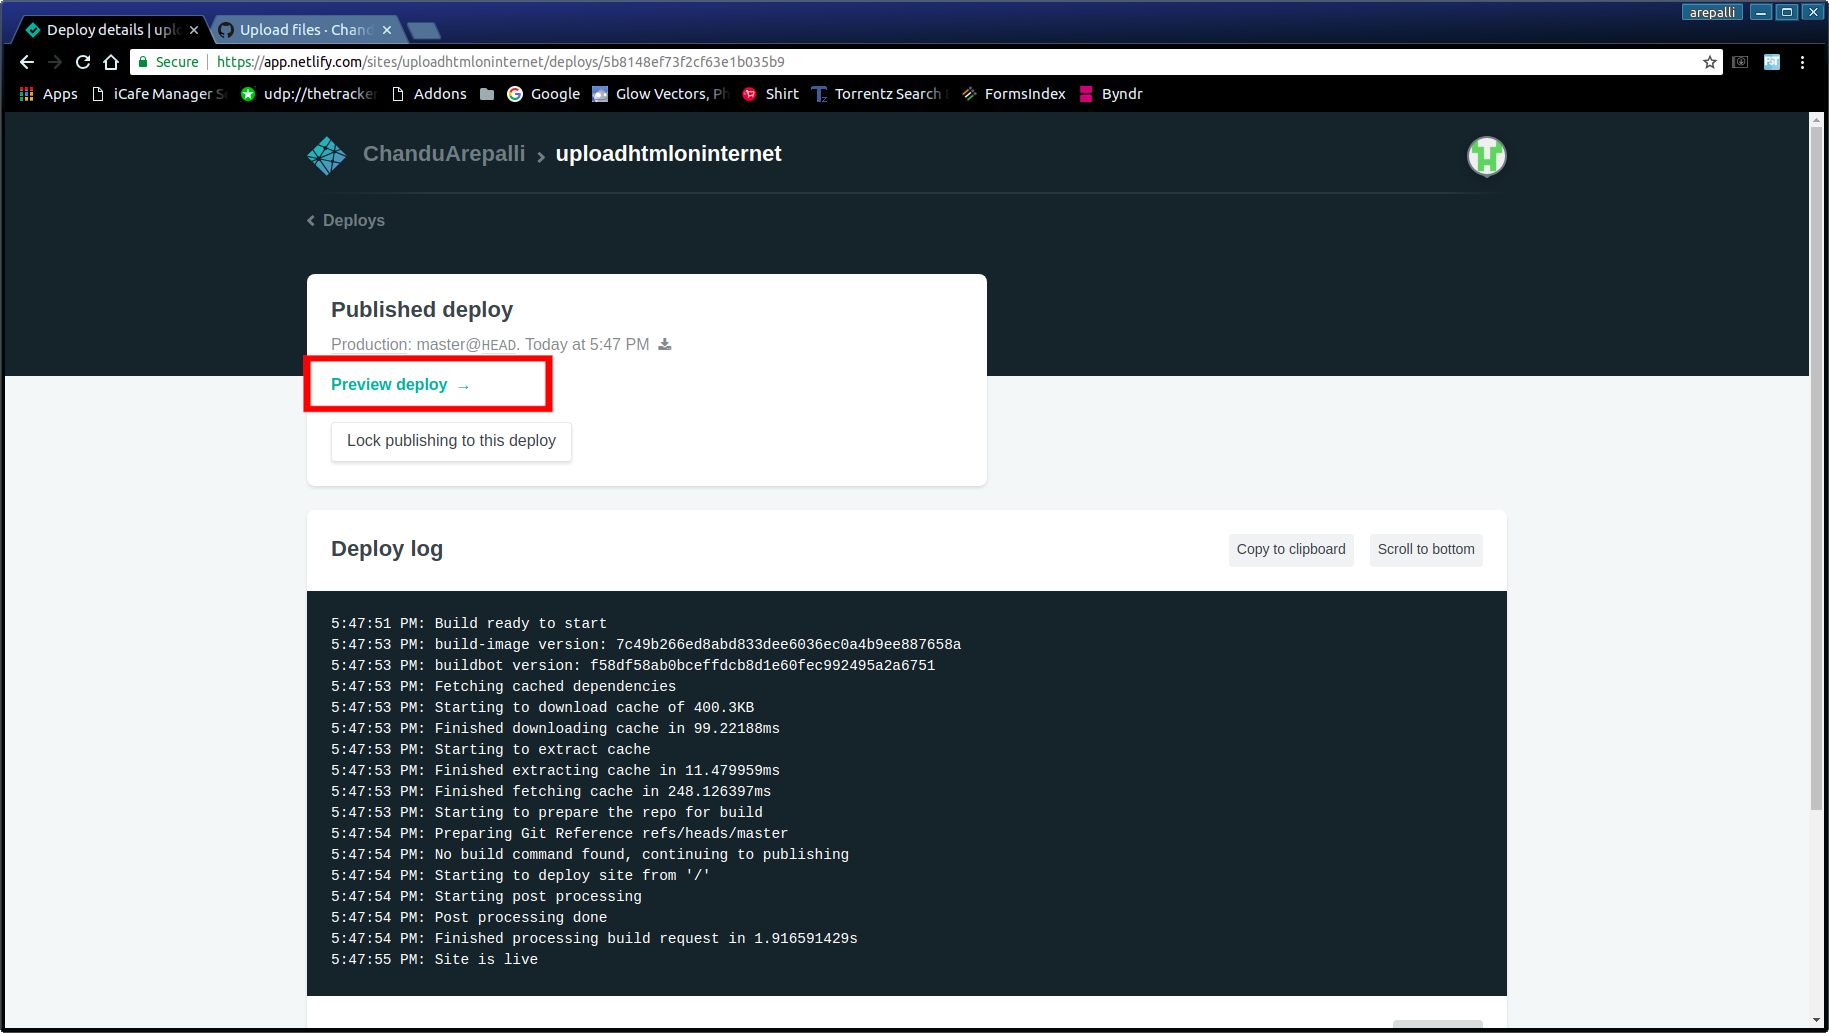 arepalli
Deploy details | uplo
Upload files · Chand
Secure
https://app.netlify.com/sites/uploadhtmloninternet/deploys/5b8148ef73f2cf63e1b035b9
Apps
iCafe Manager Se
udp://thetracker
Addons
Google
Glow Vectors, Ph
Shirt
Torrentz Search
FormsIndex
Byndr
ChanduArepalli
uploadhtmloninternet
Deploys
Published deploy
Production: master@HEAD. Today at 5:47 PM
Preview deploy →
Lock publishing to this deploy
Deploy log
Copy to clipboard
Scroll to bottom
5:47:51 PM: Build ready to start
5:47:53 PM: build-image version: 7c49b266ed8abd833dee6036ec0a4b9ee887658a
5:47:53 PM: buildbot version: f58df58ab0bceffdcb8d1e60fec992495a2a6751
5:47:53 PM: Fetching cached dependencies
5:47:53 PM: Starting to download cache of 400.3KB
5:47:53 PM: Finished downloading cache in 99.22188ms
5:47:53 PM: Starting to extract cache
5:47:53 PM: Finished extracting cache in 11.479959ms
5:47:53 PM: Finished fetching cache in 248.126397ms
5:47:53 PM: Starting to prepare the repo for build
5:47:54 PM: Preparing Git Reference refs/heads/master
5:47:54 PM: No build command found, continuing to publishing
5:47:54 PM: Starting to deploy site from '/'
5:47:54 PM: Starting post processing
5:47:54 PM: Post processing done
5:47:54 PM: Finished processing build request in 1.916591429s
5:47:55 PM: Site is live